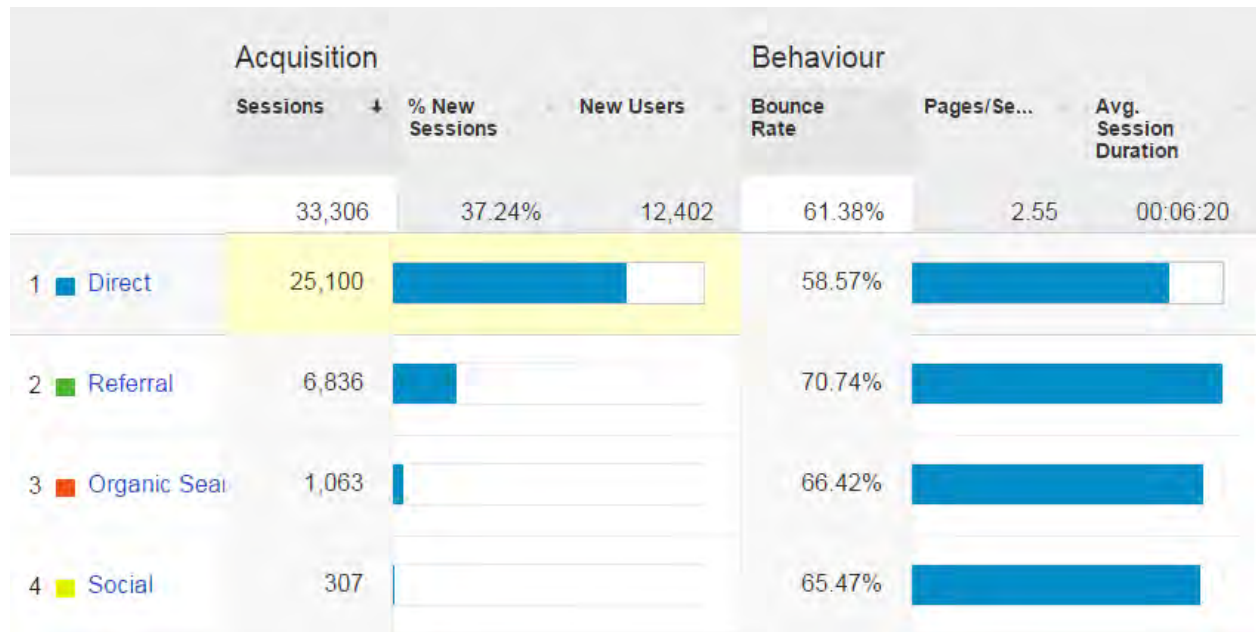 Acquisition Behaviour
Sessions % New Sessions New Users Bounce Rate Pages/Se... Avg. Session Duration
33,306 37.24% 12,402 61.38% 2.55 00:06:20
1 Direct 25,100 58.57%
2 Referral 6,836 70.74%
3 Organic Sear 1,063 66.42%
4 Social 307 65.47%